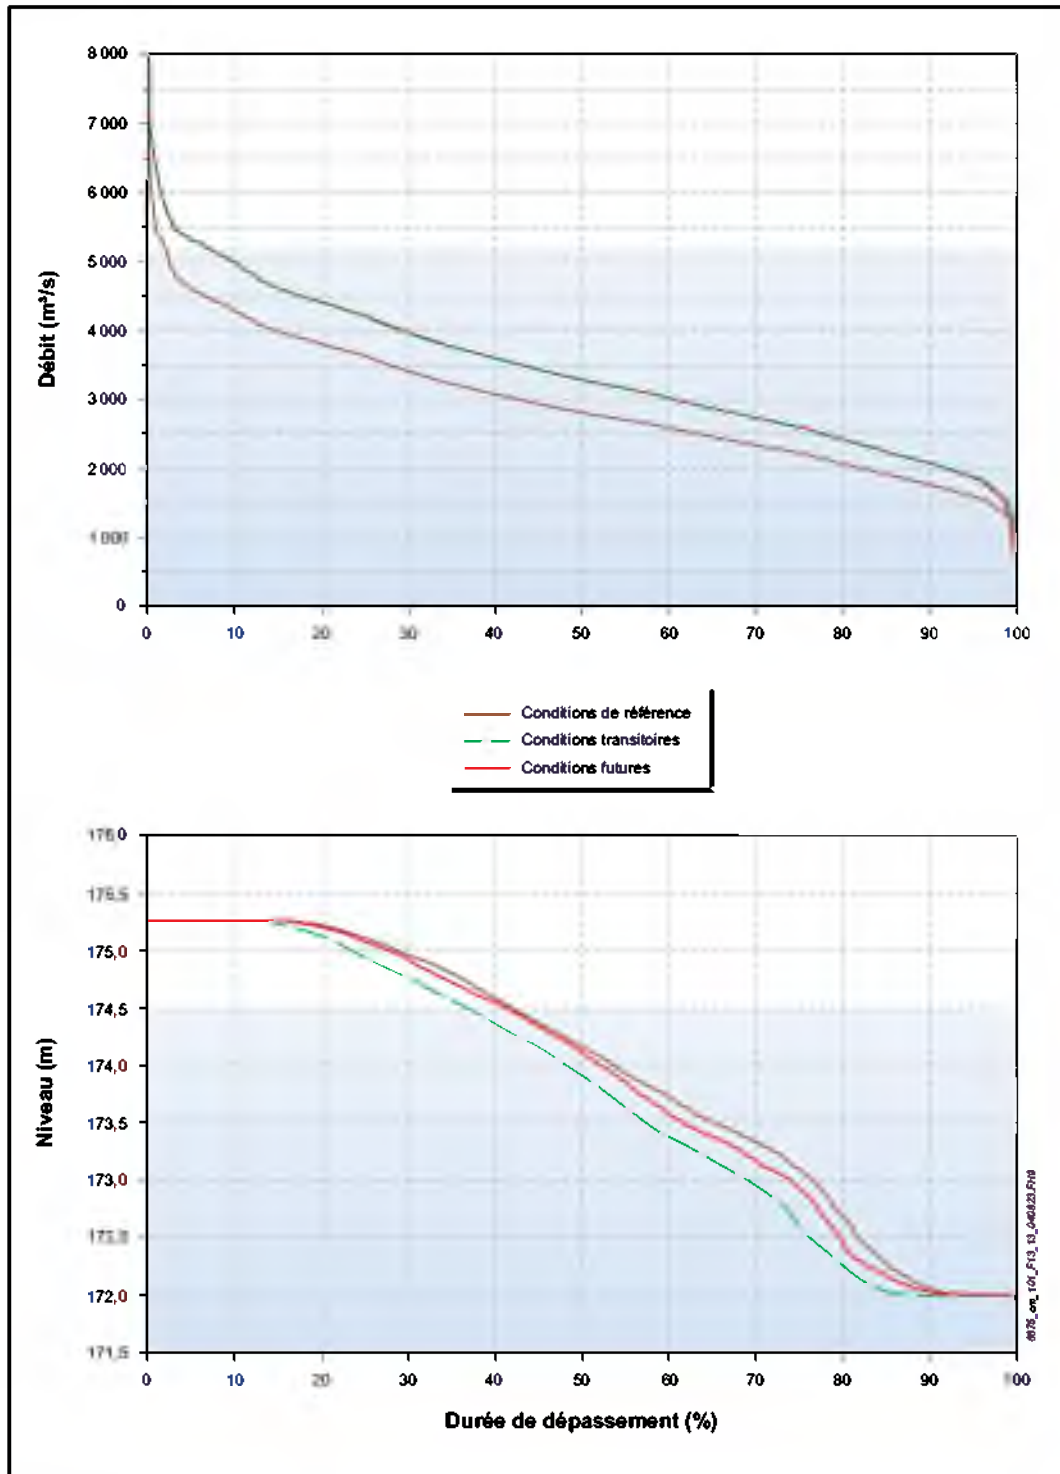 8 000
7 000
6 000
5 000
4 000
3 000
2 000
1 000
0
Débit (m³/s)
0 10 20 30 40 50 60 70 80 90 100
Conditions de référence
Conditions transitoires
Conditions futures
176,0
175,5
175,0
174,5
174,0
173,5
173,0
172,5
172,0
171,5
Niveau (m)
0 10 20 30 40 50 60 70 80 90 100
Durée de dépassement (%)